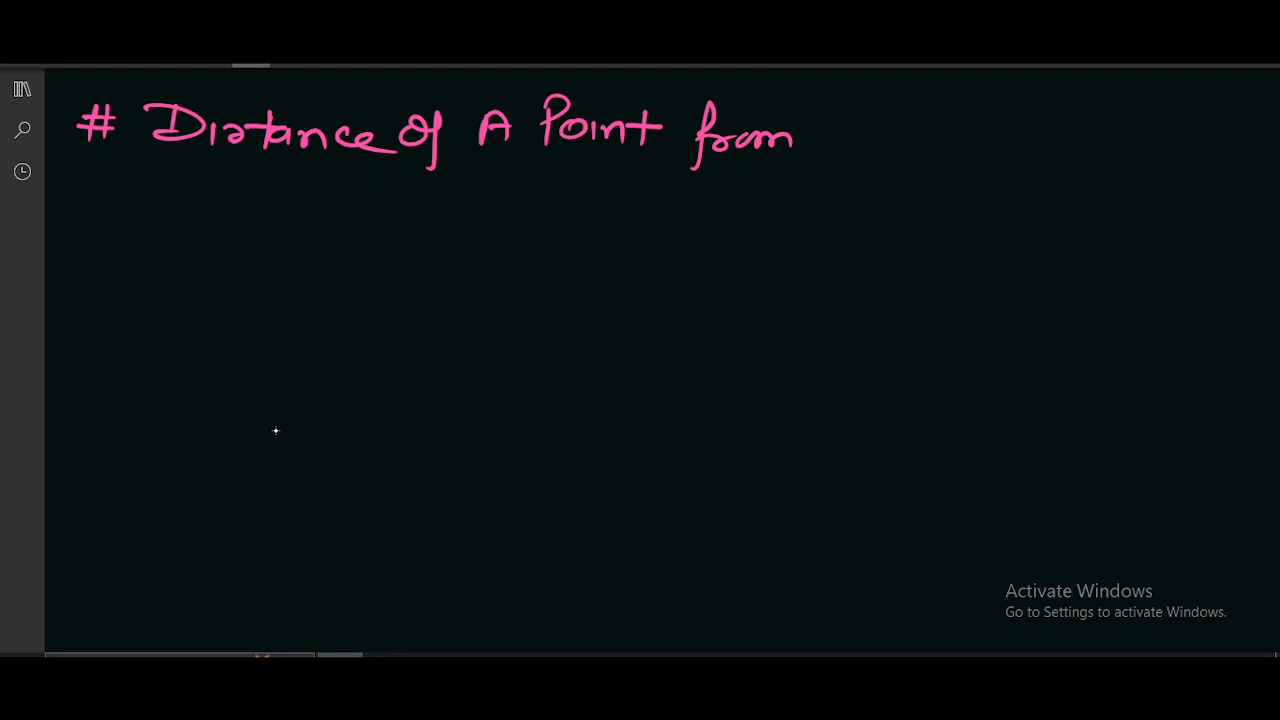 # Distance of A Point from
Activate Windows
Go to Settings to activate Windows.